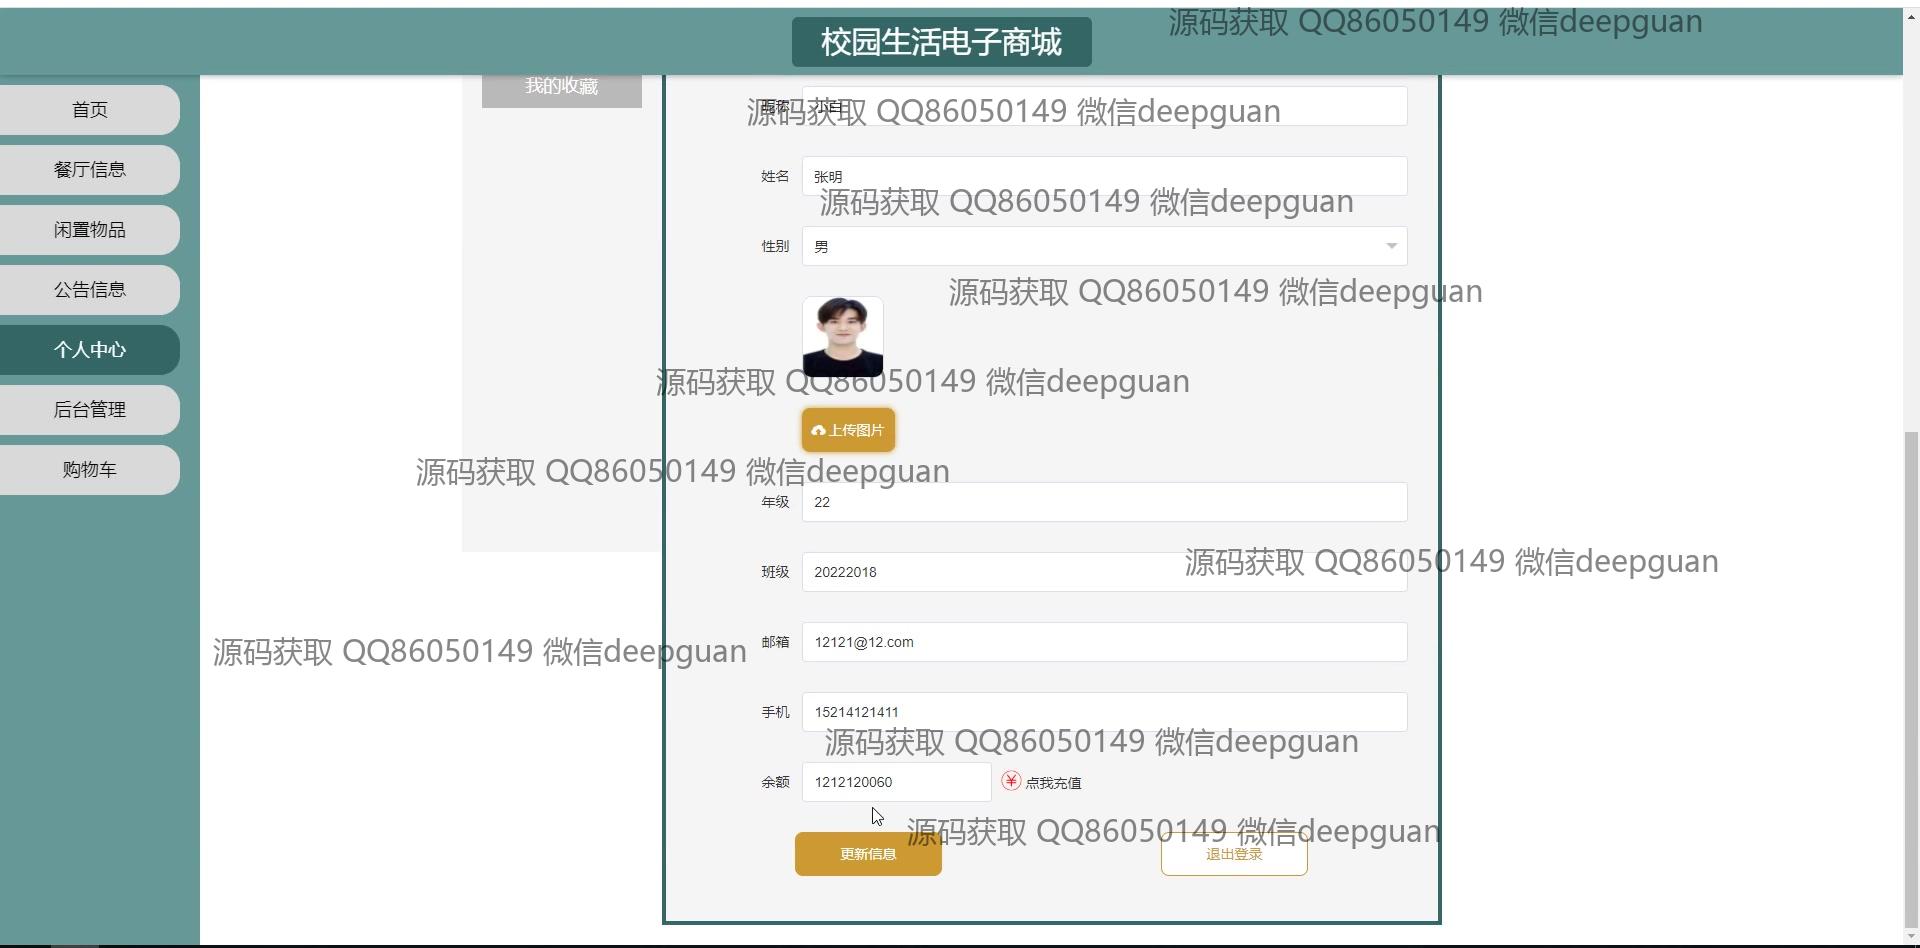 校园生活电子商城
源码获取 QQ86050149 微信deepguan
首页
餐厅信息
闲置物品
公告信息
个人中心
后台管理
购物车
我的收藏
小白
源码获取 QQ86050149 微信deepguan
姓名 张明
源码获取 QQ86050149 微信deepguan
性别 男
源码获取 QQ86050149 微信deepguan
源码获取 QQ86050149 微信deepguan
上传图片
源码获取 QQ86050149 微信deepguan
年级 22
源码获取 QQ86050149 微信deepguan
班级 20222018
邮箱 12121@12.com
源码获取 QQ86050149 微信deepguan
手机 15214121411
源码获取 QQ86050149 微信deepguan
余额 1212120060 ¥ 点我充值
源码获取 QQ86050149 微信deepguan
更新信息 退出登录